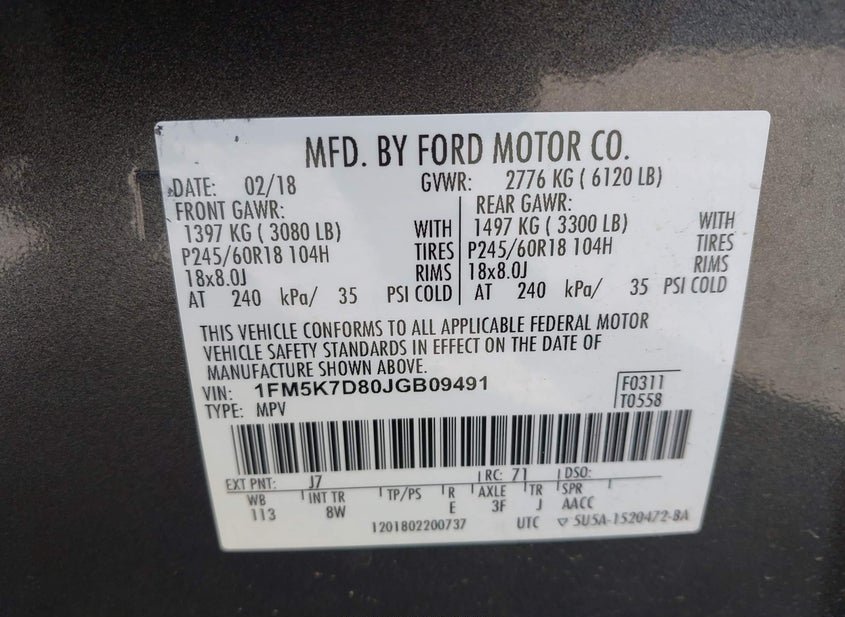 MFD. BY FORD MOTOR CO.
DATE: 02/18 GVWR: 2776 KG ( 6120 LB)
FRONT GAWR: REAR GAWR:
1397 KG ( 3080 LB) WITH 1497 KG ( 3300 LB) WITH
P245/60R18 104H TIRES P245/60R18 104H TIRES
18x8.0J RIMS 18x8.0J RIMS
AT 240 kPa/ 35 PSI COLD AT 240 kPa/ 35 PSI COLD
THIS VEHICLE CONFORMS TO ALL APPLICABLE FEDERAL MOTOR
VEHICLE SAFETY STANDARDS IN EFFECT ON THE DATE OF
MANUFACTURE SHOWN ABOVE.
VIN: 1FM5K7D80JGB09491 F0311
TYPE: MPV T0558
EXT PNT: J7 RC: 71 DSO:
WB INT TR TP/PS R AXLE TR SPR
113 8W E 3F J AACC
1201802200737 UTC ▽ 5U5A-1520472-BA